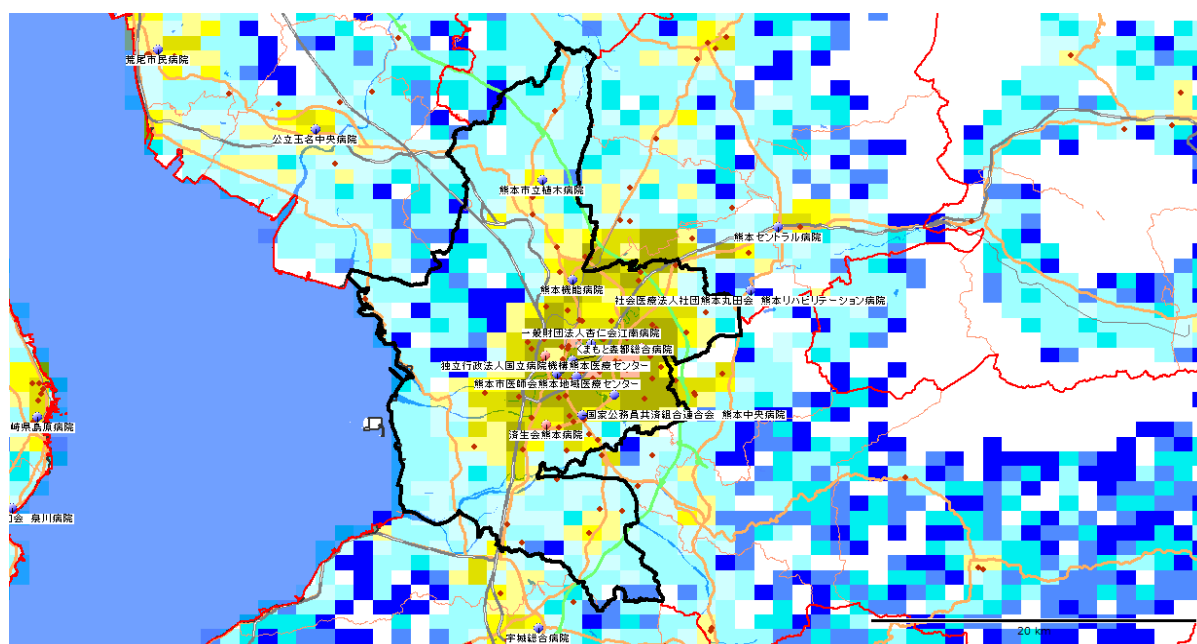 荒尾市民病院
公立玉名中央病院
熊本市立植木病院
熊本セントラル病院
熊本機能病院
社会医療法人社団熊本丸田会 熊本リハビリテーション病院
一般財団法人杏仁会江南病院
くまもと森都総合病院
独立行政法人国立病院機構熊本医療センター
熊本市医師会熊本地域医療センター
国家公務員共済組合連合会 熊本中央病院
崎県島原病院
済生会熊本病院
泉川病院
宇城総合病院
20 km